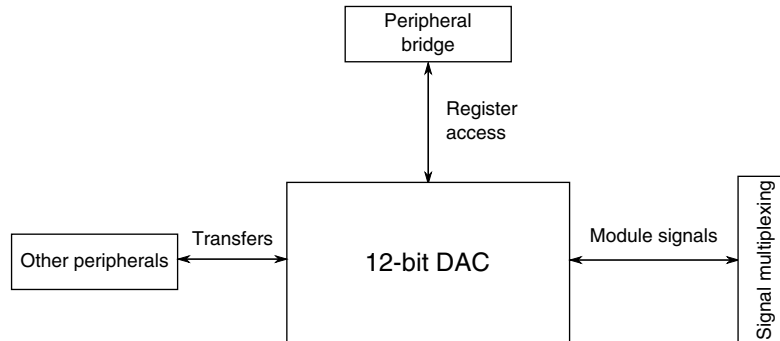 Peripheral
bridge
Register
access
Transfers
Other peripherals
12-bit DAC
Module signals
Signal multiplexing